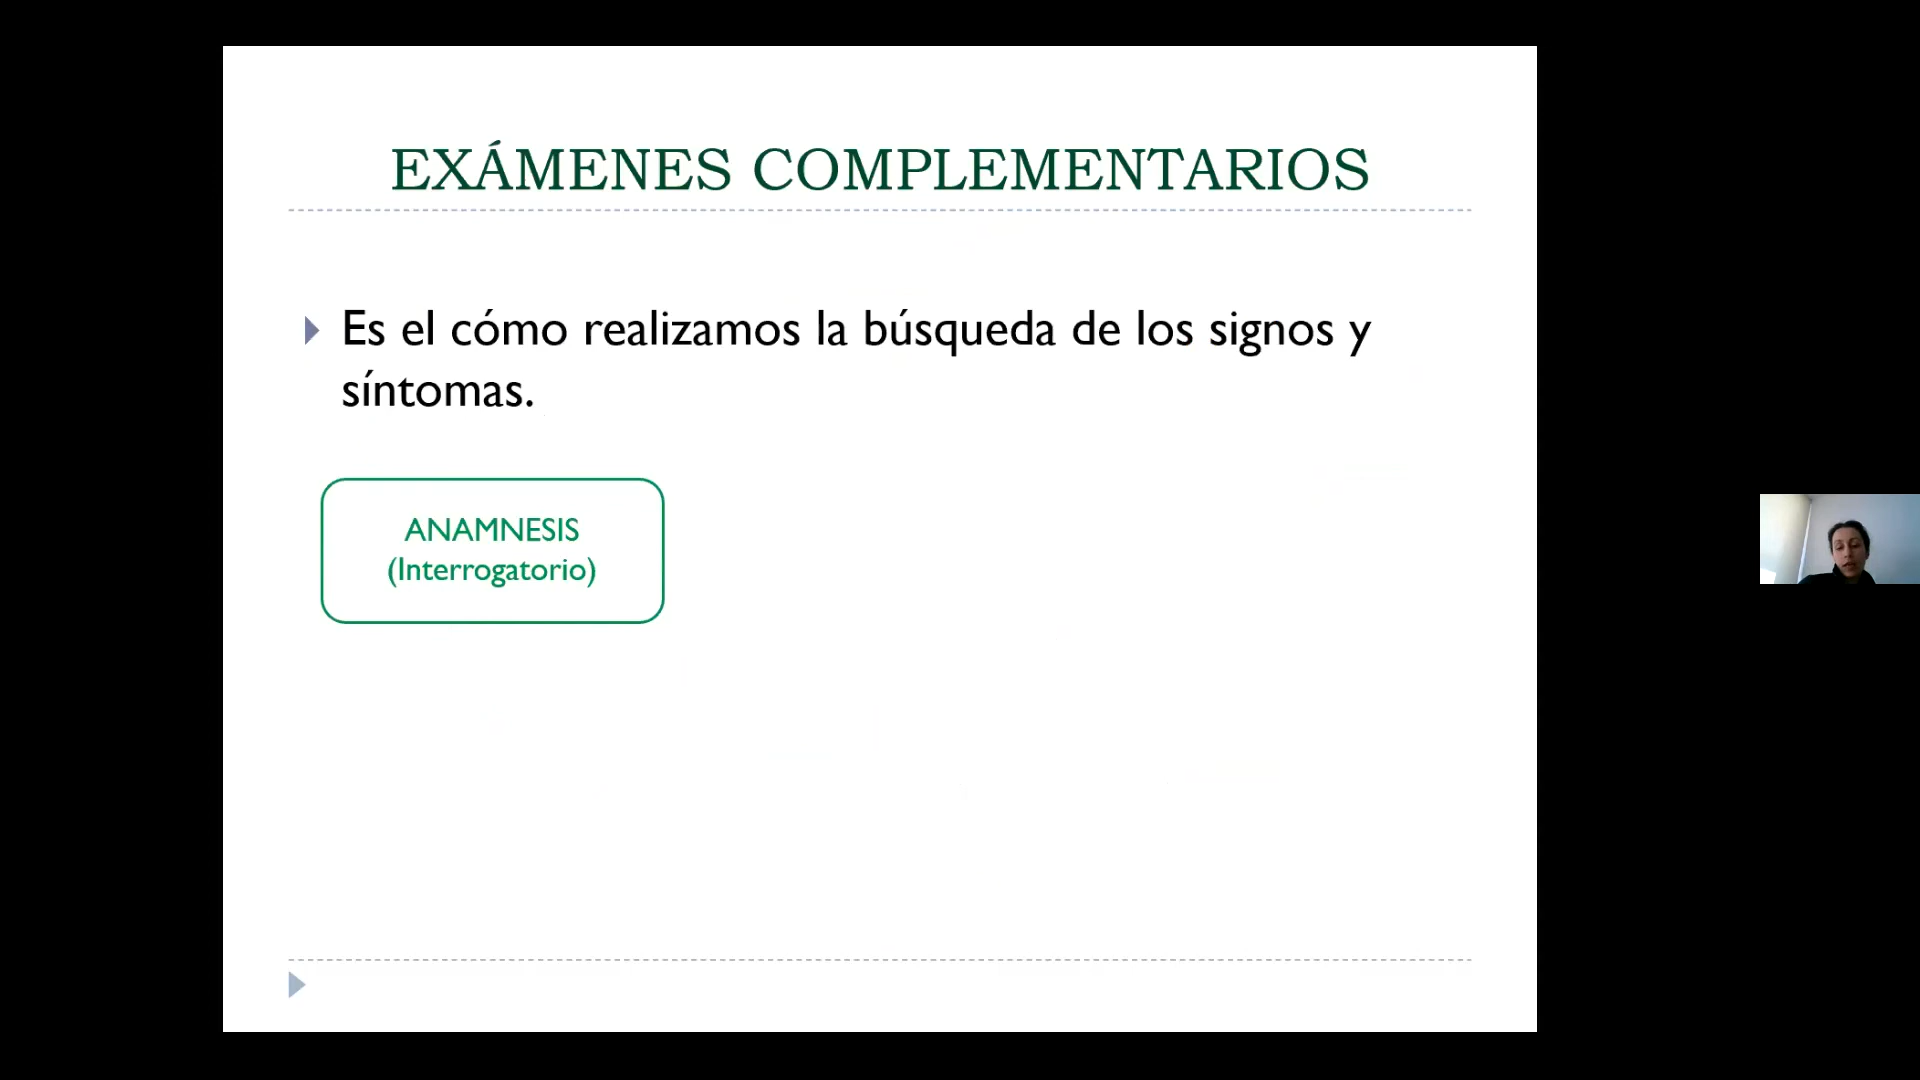 EXÁMENES COMPLEMENTARIOS
Es el cómo realizamos la búsqueda de los signos y
síntomas.
ANAMNESIS
(Interrogatorio)